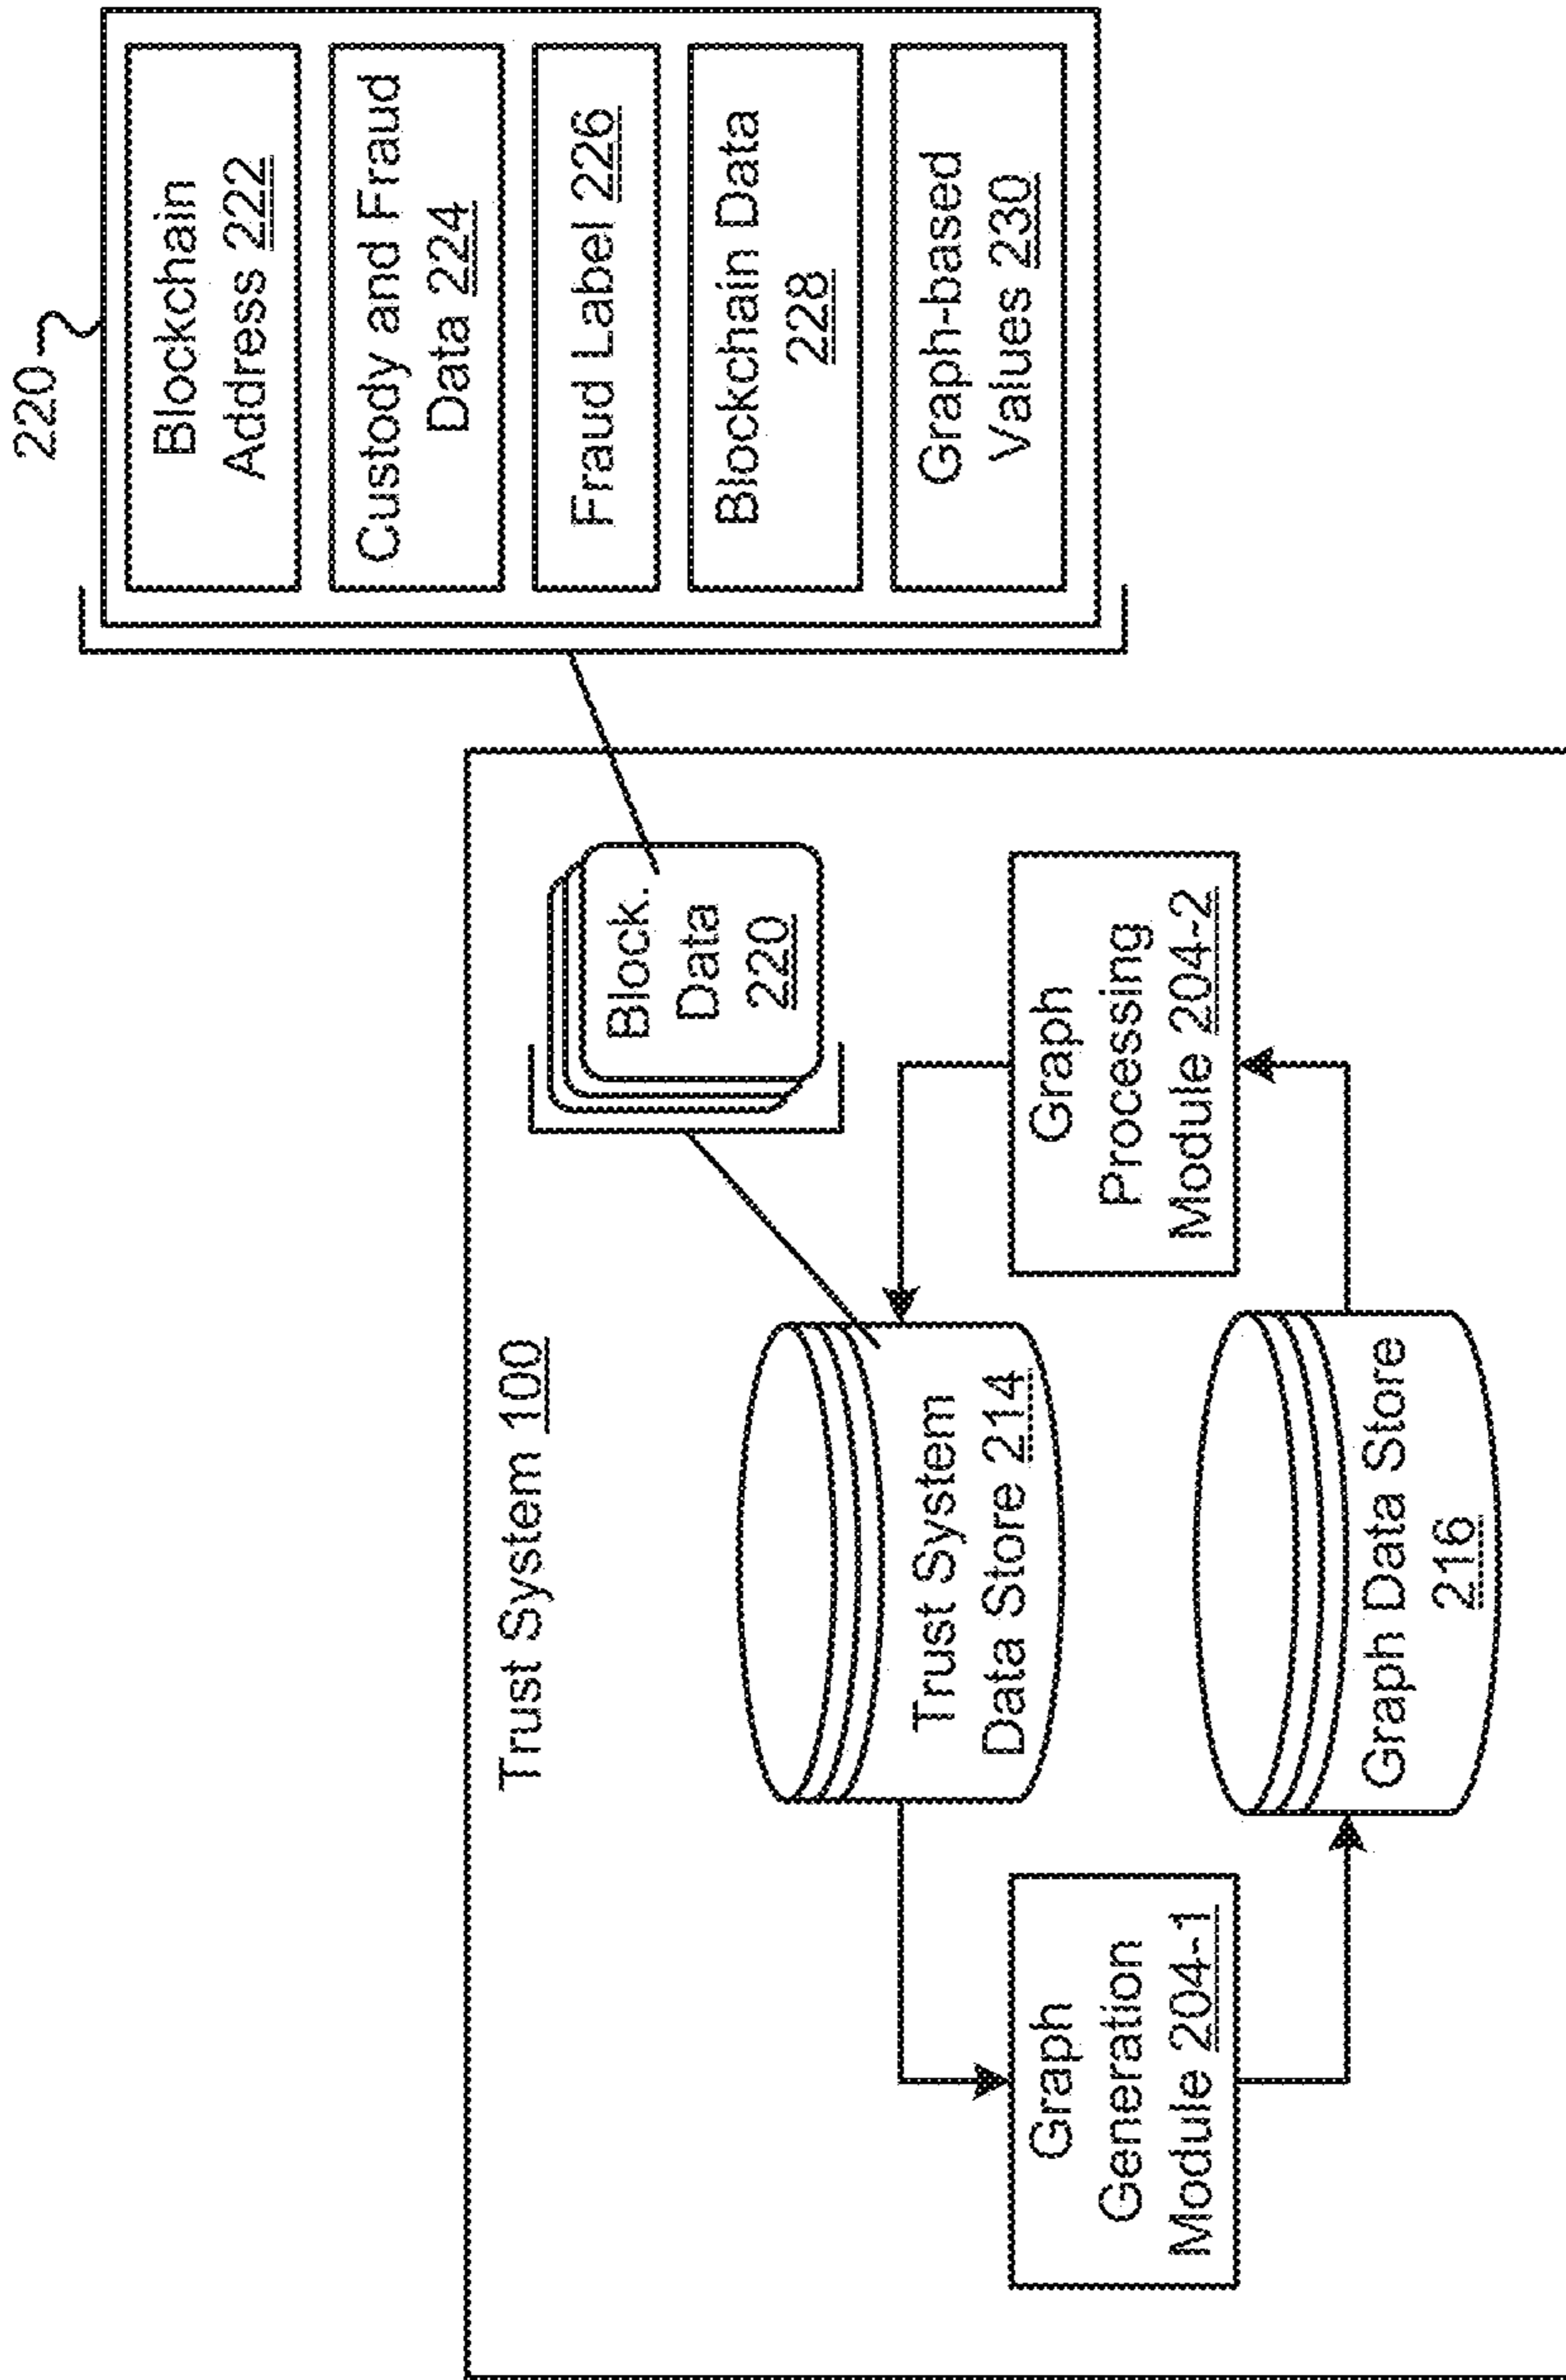 220
Blockchain
Address 222
Custody and Fraud
Data 224
Fraud Label 226
Blockchain Data
228
Graph-based
Values 230
Trust System 100
Block.
Data
220
Trust System
Data Store 214
Graph
Generation
Module 204-1
Graph
Processing
Module 204-2
Graph Data Store
216